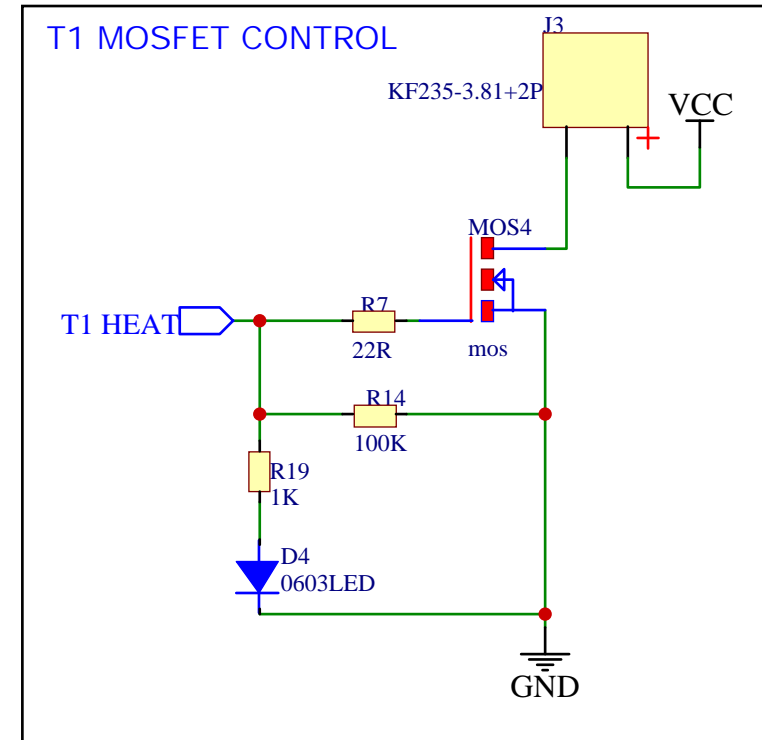 T1 MOSFET CONTROL
J3
KF235-3.81+2P
VCC
MOS4
T1 HEAT
R7
22R
mos
R14
100K
R19
1K
D4
0603LED
GND